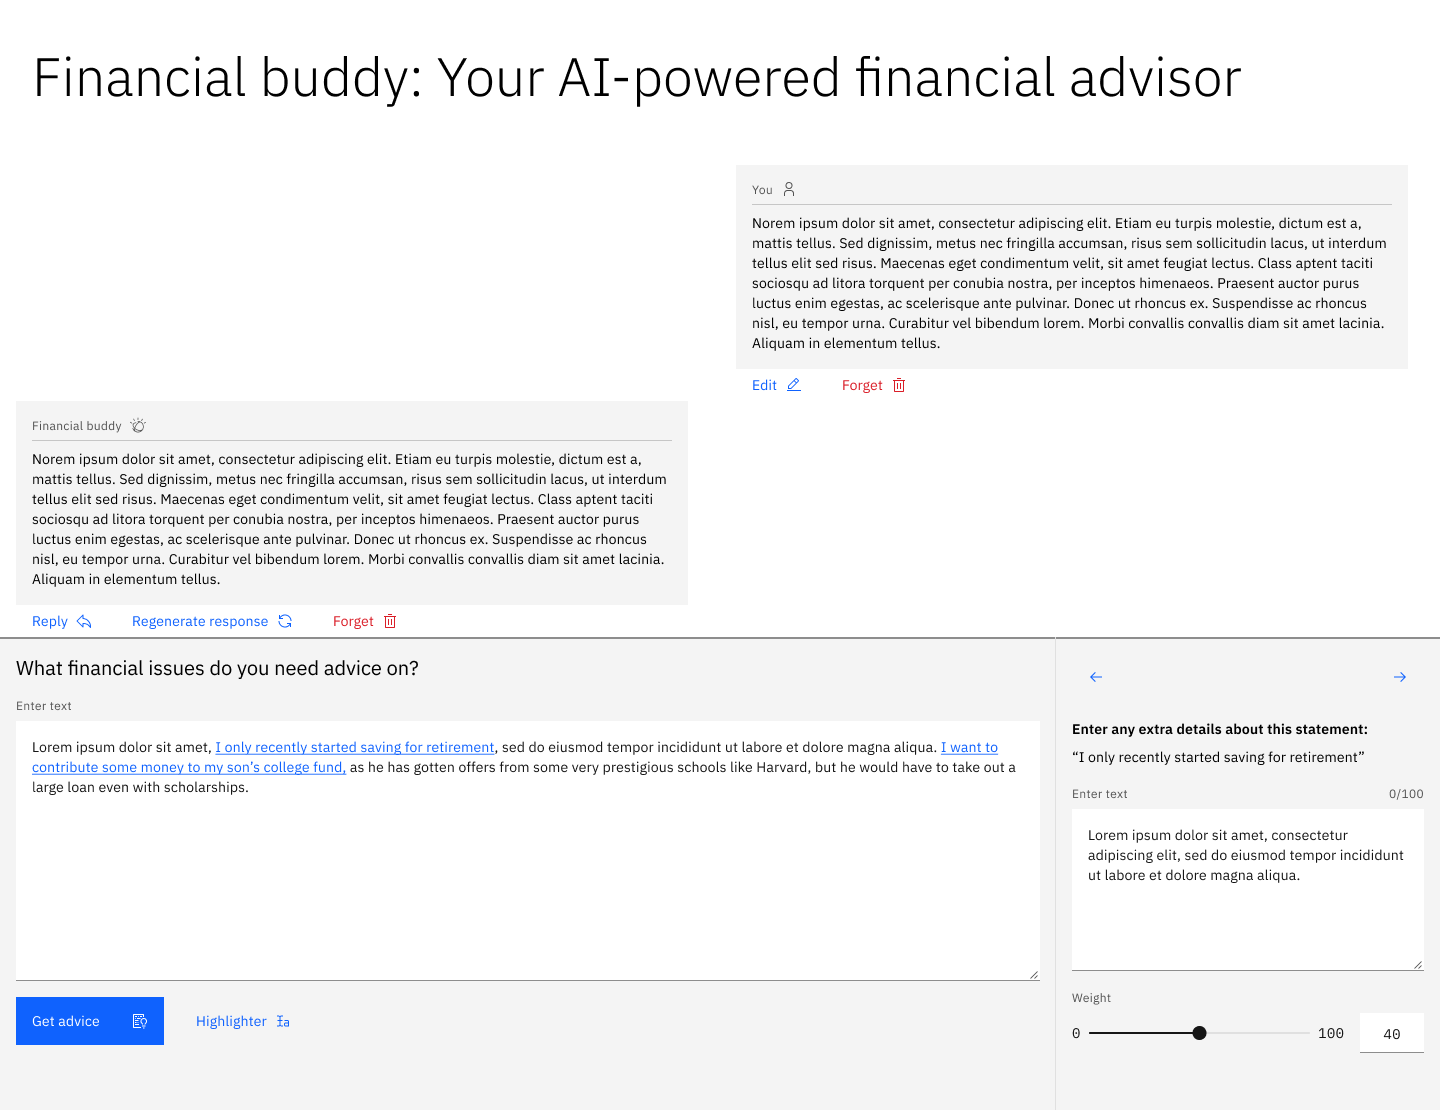 Financial buddy: Your AI-powered financial advisor
You
Norem ipsum dolor sit amet, consectetur adipiscing elit. Etiam eu turpis molestie, dictum est a,
mattis tellus. Sed dignissim, metus nec fringilla accumsan, risus sem sollicitudin lacus, ut interdum
tellus elit sed risus. Maecenas eget condimentum velit, sit amet feugiat lectus. Class aptent taciti
sociosqu ad litora torquent per conubia nostra, per inceptos himenaeos. Praesent auctor purus
luctus enim egestas, ac scelerisque ante pulvinar. Donec ut rhoncus ex. Suspendisse ac rhoncus
nisl, eu tempor urna. Curabitur vel bibendum lorem. Morbi convallis convallis diam sit amet lacinia.
Aliquam in elementum tellus.
Edit Forget
Financial buddy
Norem ipsum dolor sit amet, consectetur adipiscing elit. Etiam eu turpis molestie, dictum est a,
mattis tellus. Sed dignissim, metus nec fringilla accumsan, risus sem sollicitudin lacus, ut interdum
tellus elit sed risus. Maecenas eget condimentum velit, sit amet feugiat lectus. Class aptent taciti
sociosqu ad litora torquent per conubia nostra, per inceptos himenaeos. Praesent auctor purus
luctus enim egestas, ac scelerisque ante pulvinar. Donec ut rhoncus ex. Suspendisse ac rhoncus
nisl, eu tempor urna. Curabitur vel bibendum lorem. Morbi convallis convallis diam sit amet lacinia.
Aliquam in elementum tellus.
Reply Regenerate response Forget
What financial issues do you need advice on?
Enter text
Lorem ipsum dolor sit amet, I only recently started saving for retirement, sed do eiusmod tempor incididunt ut labore et dolore magna aliqua. I want to
contribute some money to my son’s college fund, as he has gotten offers from some very prestigious schools like Harvard, but he would have to take out a
large loan even with scholarships.
Get advice Highlighter
Enter any extra details about this statement:
“I only recently started saving for retirement”
Enter text 0/100
Lorem ipsum dolor sit amet, consectetur
adipiscing elit, sed do eiusmod tempor incididunt
ut labore et dolore magna aliqua.
Weight
0 100 40